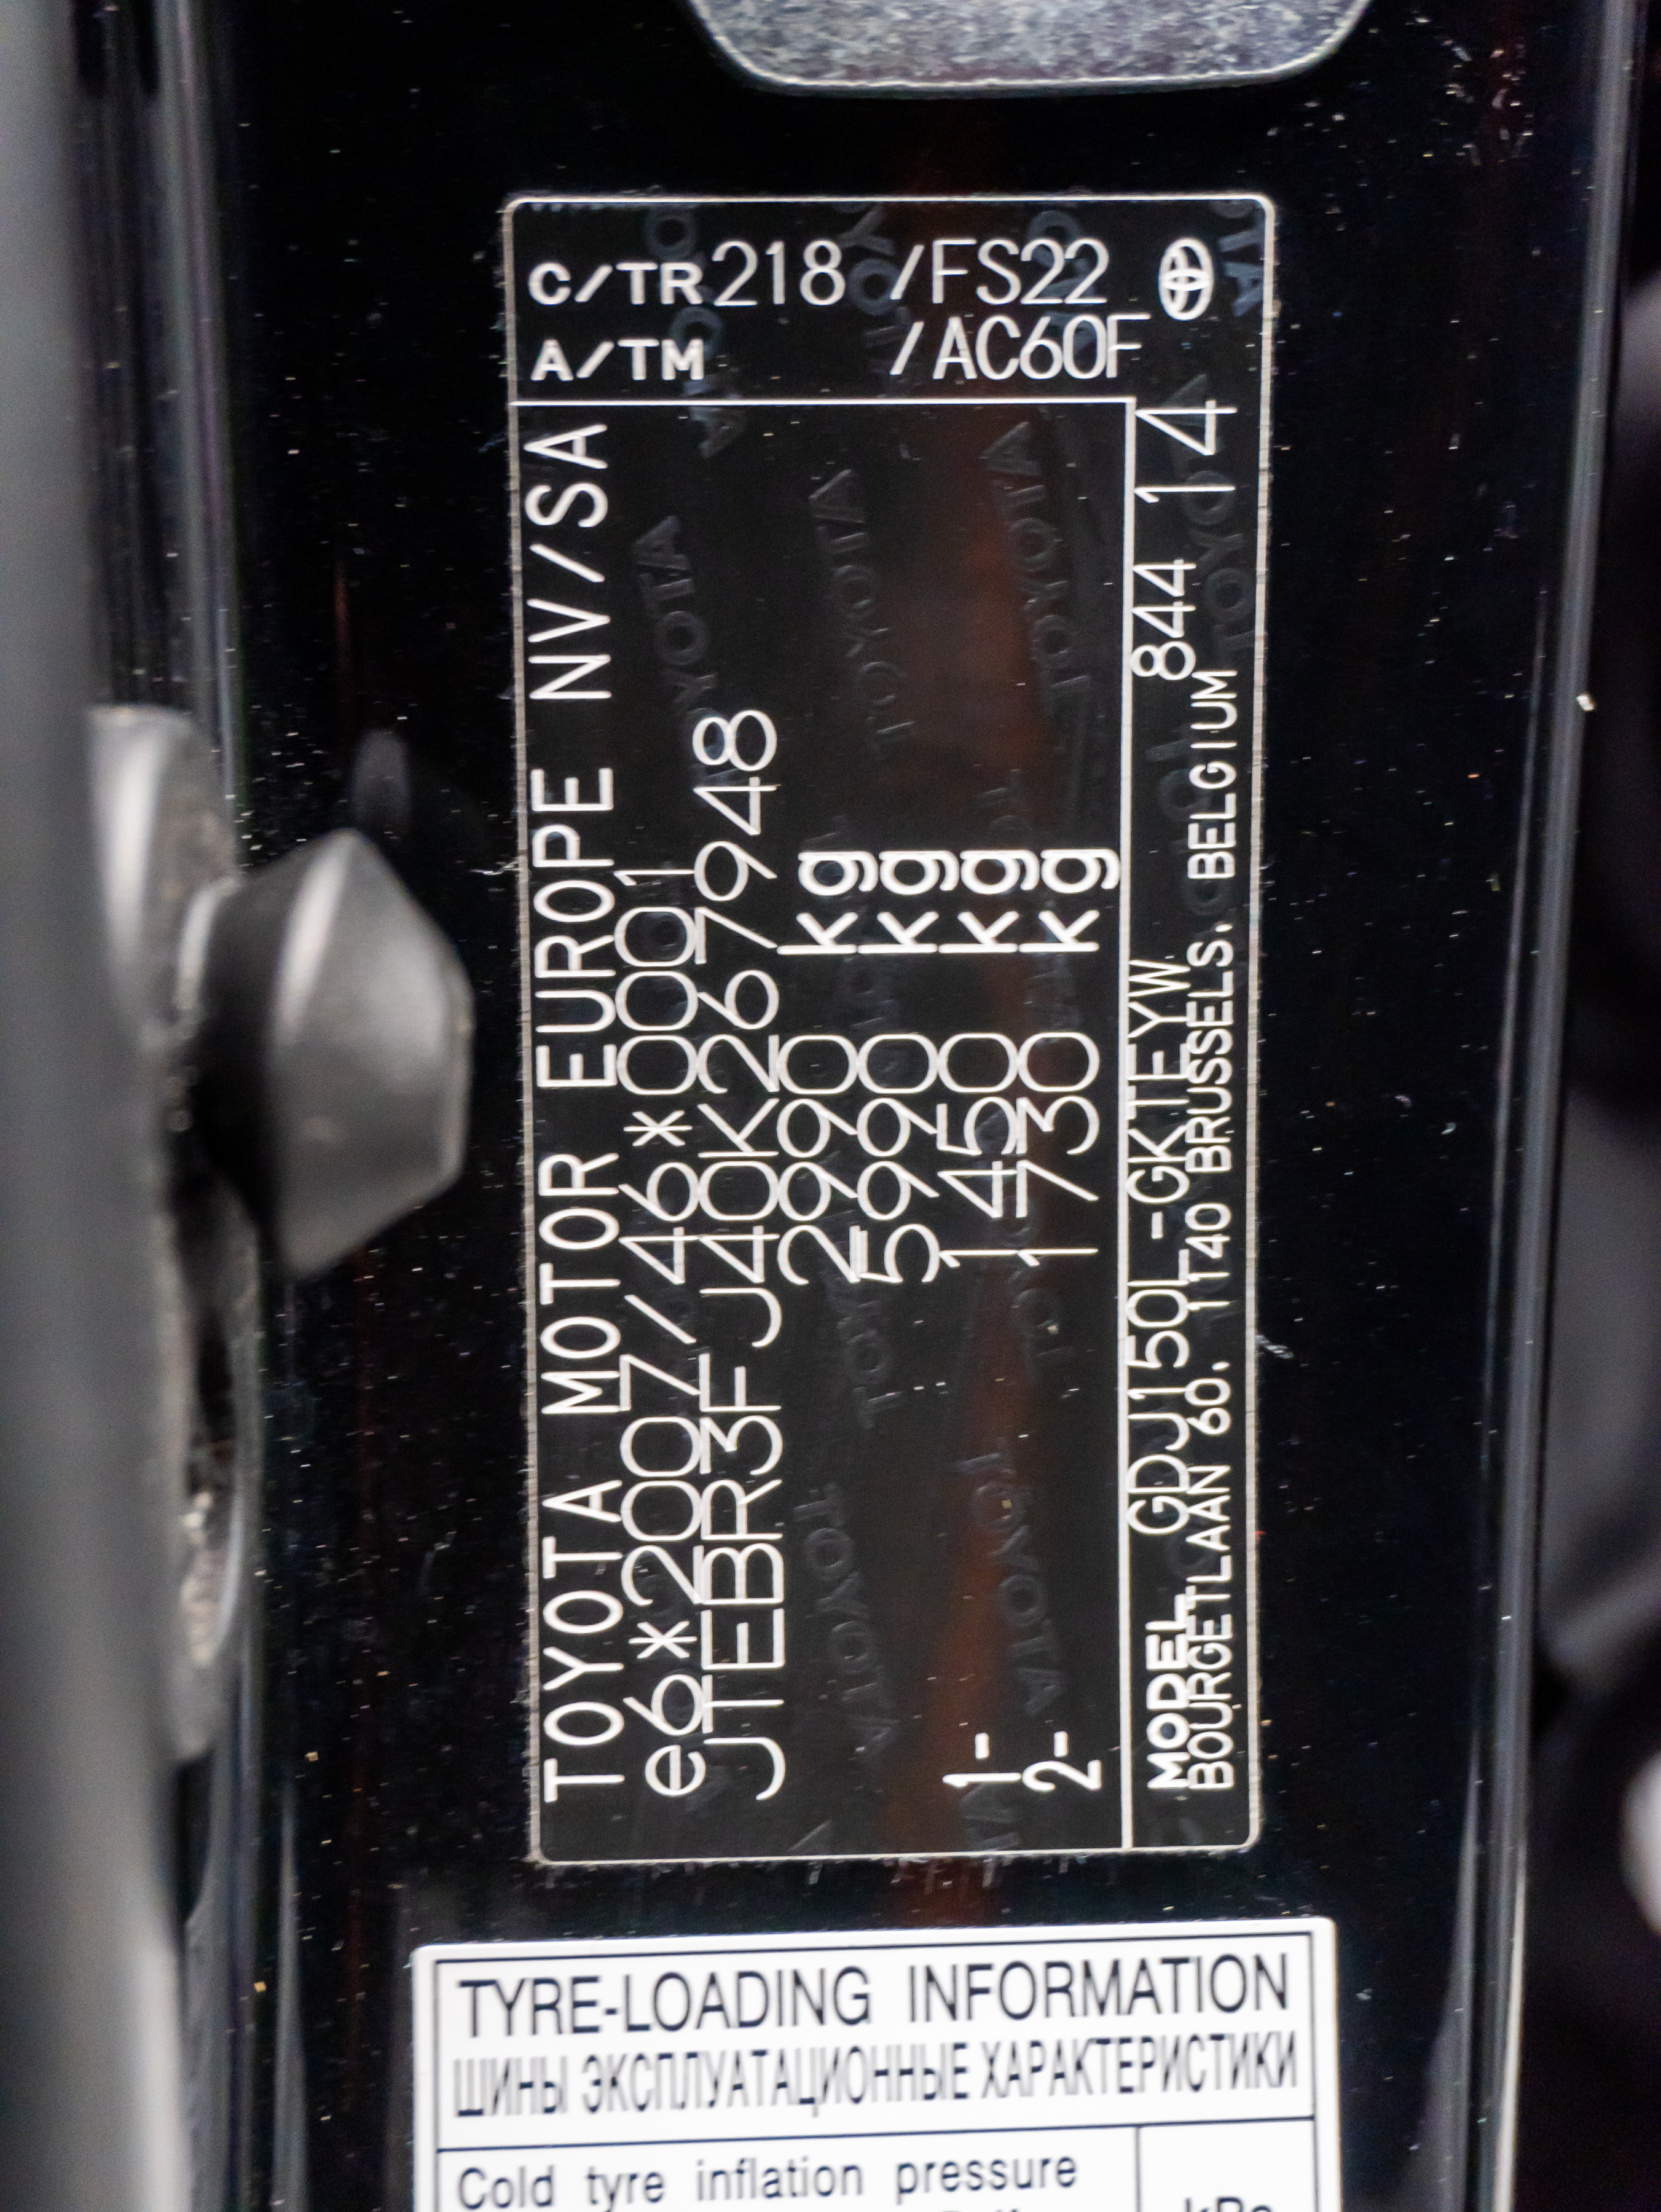 C/TR 218 /FS22
A/TM /AC60F
TOYOTA MOTOR EUROPE NV/SA
e6*2007/46*0001
JTEBR3FJ40K267948
2990 kg
5990 kg
1- 1450 kg
2- 1730 kg
MODEL GDJ150L-GKTEYW 844 14
BOURGETLAAN 60. 1140 BRUSSELS. BELGIUM
TYRE-LOADING INFORMATION
ШИНЫ ЭКСПЛУАТАЦИОННЫЕ ХАРАКТЕРИСТИКИ
Cold tyre inflation pressure